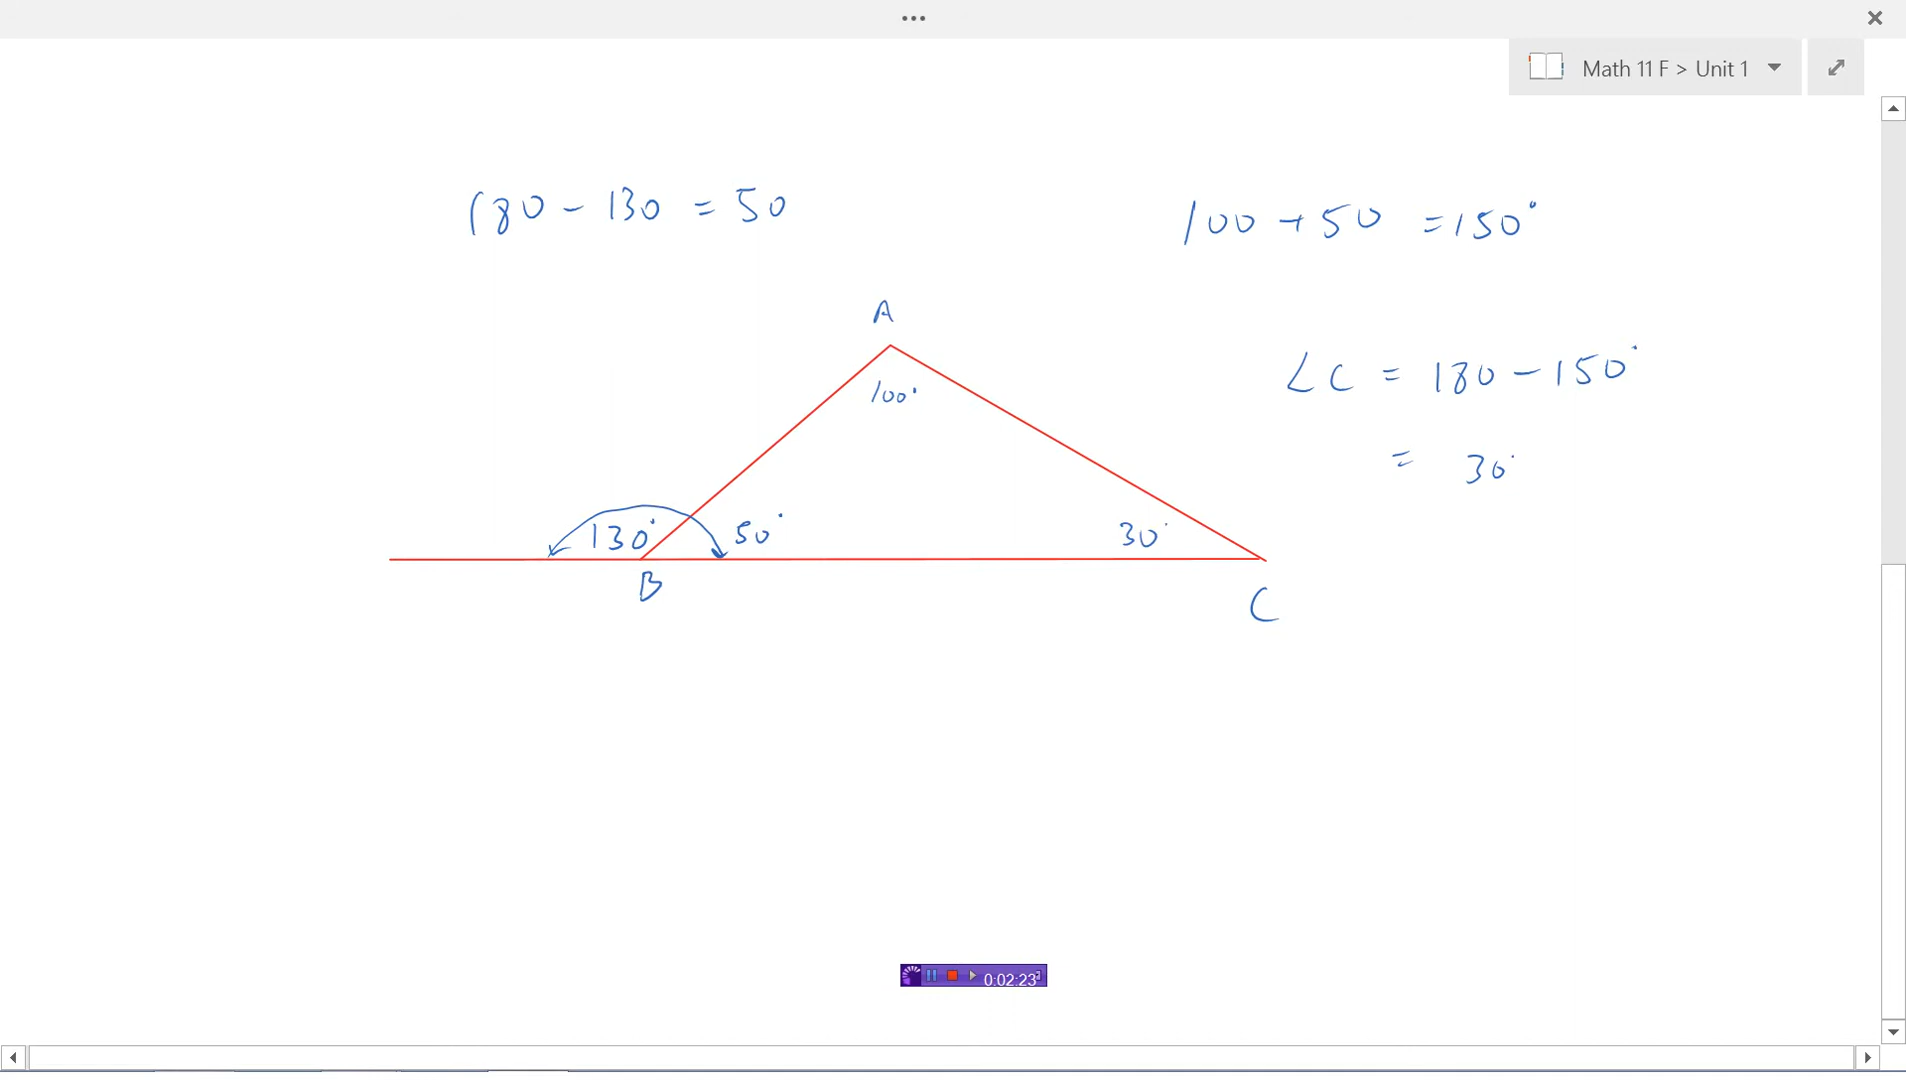 Math 11 F > Unit 1
180 - 130 = 50
100 + 50 = 150°
A
∠C = 180 - 150°
100°
= 30°
130°
50°
30°
B
C
0:02:23